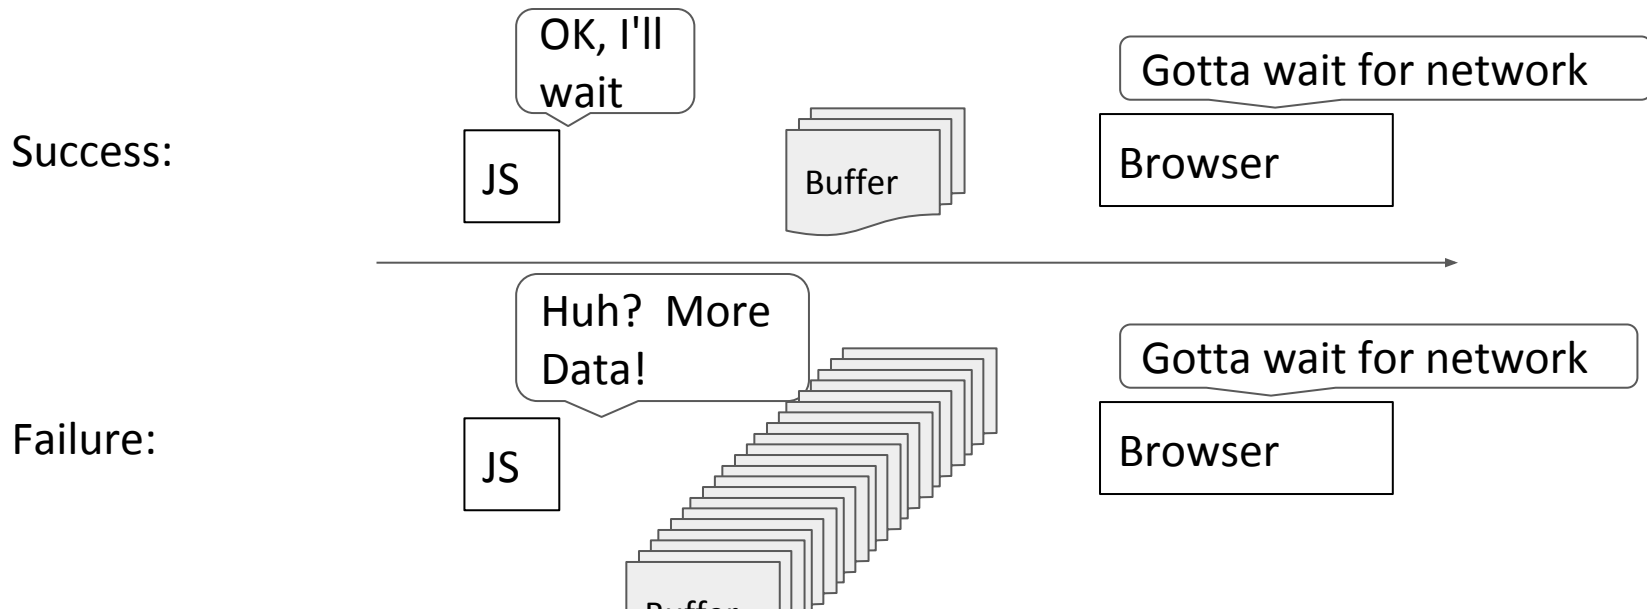 OK, I'll
wait
Gotta wait for network
Success:
JS
Buffer
Browser
Huh?  More
Data!
Gotta wait for network
Failure:
JS
Browser
Buffer